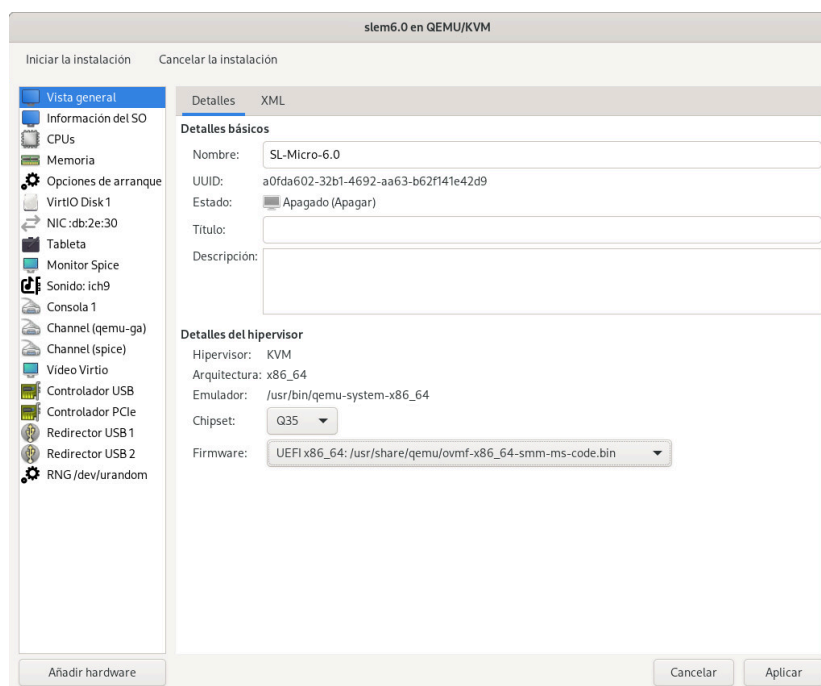 slem6.0 en QEMU/KVM
Iniciar la instalación Cancelar la instalación
Vista general
Información del SO
CPUs
Memoria
Opciones de arranque
VirtIO Disk 1
NIC :db:2e:30
Tableta
Monitor Spice
Sonido: ich9
Consola 1
Channel (qemu-ga)
Channel (spice)
Vídeo Virtio
Controlador USB
Controlador PCIe
Redirector USB 1
Redirector USB 2
RNG /dev/urandom
Añadir hardware
Detalles XML
Detalles básicos
Nombre: SL-Micro-6.0
UUID: a0fda602-32b1-4692-aa63-b62f141e42d9
Estado: Apagado (Apagar)
Título:
Descripción:
Detalles del hipervisor
Hipervisor: KVM
Arquitectura: x86_64
Emulador: /usr/bin/qemu-system-x86_64
Chipset: Q35
Firmware: UEFI x86_64: /usr/share/qemu/ovmf-x86_64-smm-ms-code.bin
Cancelar Aplicar